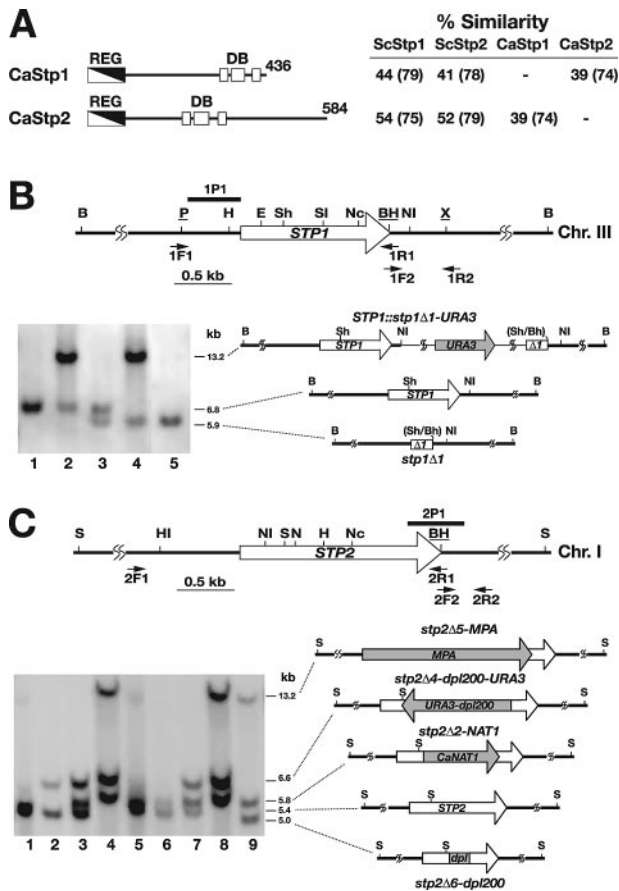 A
% Similarity
ScStp1 ScStp2 CaStp1 CaStp2
REG DB 436
CaStp1
44 (79) 41 (78) - 39 (74)
REG DB 584
CaStp2
54 (75) 52 (79) 39 (74) -
B
1P1
B P H E Sh Sl Nc BH NI X B
STP1 Chr. III
1F1 1R1
0.5 kb 1F2 1R2
STP1::stp1Δ1-URA3
kb
B Sh NI (Sh/Bh) NI B
STP1 URA3 Δ1
13.2
B Sh NI B
6.8
STP1
5.9
B (Sh/Bh) NI B
Δ1
stp1Δ1
1 2 3 4 5
C
2P1
S HI NI S N H Nc BH S
STP2 Chr. I
2F1 0.5 kb 2R1
2F2 2R2
stp2Δ5-MPA
kb
S S
MPA
13.2
stp2Δ4-dpl200-URA3
S S S
URA3-dpl200
stp2Δ2-NAT1
6.6
S S S
CaNAT1
5.8
5.4
S S S
STP2
5.0
S S S
dpl
stp2Δ6-dpl200
1 2 3 4 5 6 7 8 9